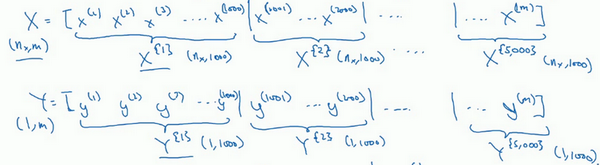 X = [x^(1) x^(2) x^(3) .... x^(1000) | x^(1001) ... x^(2000) | .... | .... x^(m)]
(n_x,m) X^{1} (n_x,1000) X^{2} (n_x,1000) .... X^{5,000} (n_x,1000)
Y = [y^(1) y^(2) y^(3) ... y^(1000) | y^(1001) ... y^(2000) | .... | ... y^(m)]
(1,m) Y^{1} (1,1000) Y^{2} (1,1000) Y^{5,000} (1,1000)